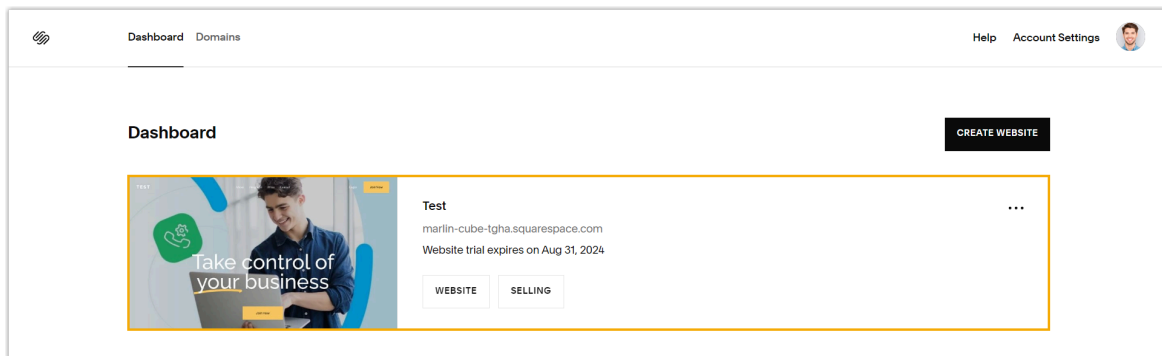 Dashboard Domains Help Account Settings
Dashboard CREATE WEBSITE
TEST
Take control of
your business
Test
marlin-cube-tgha.squarespace.com
Website trial expires on Aug 31, 2024
WEBSITE SELLING